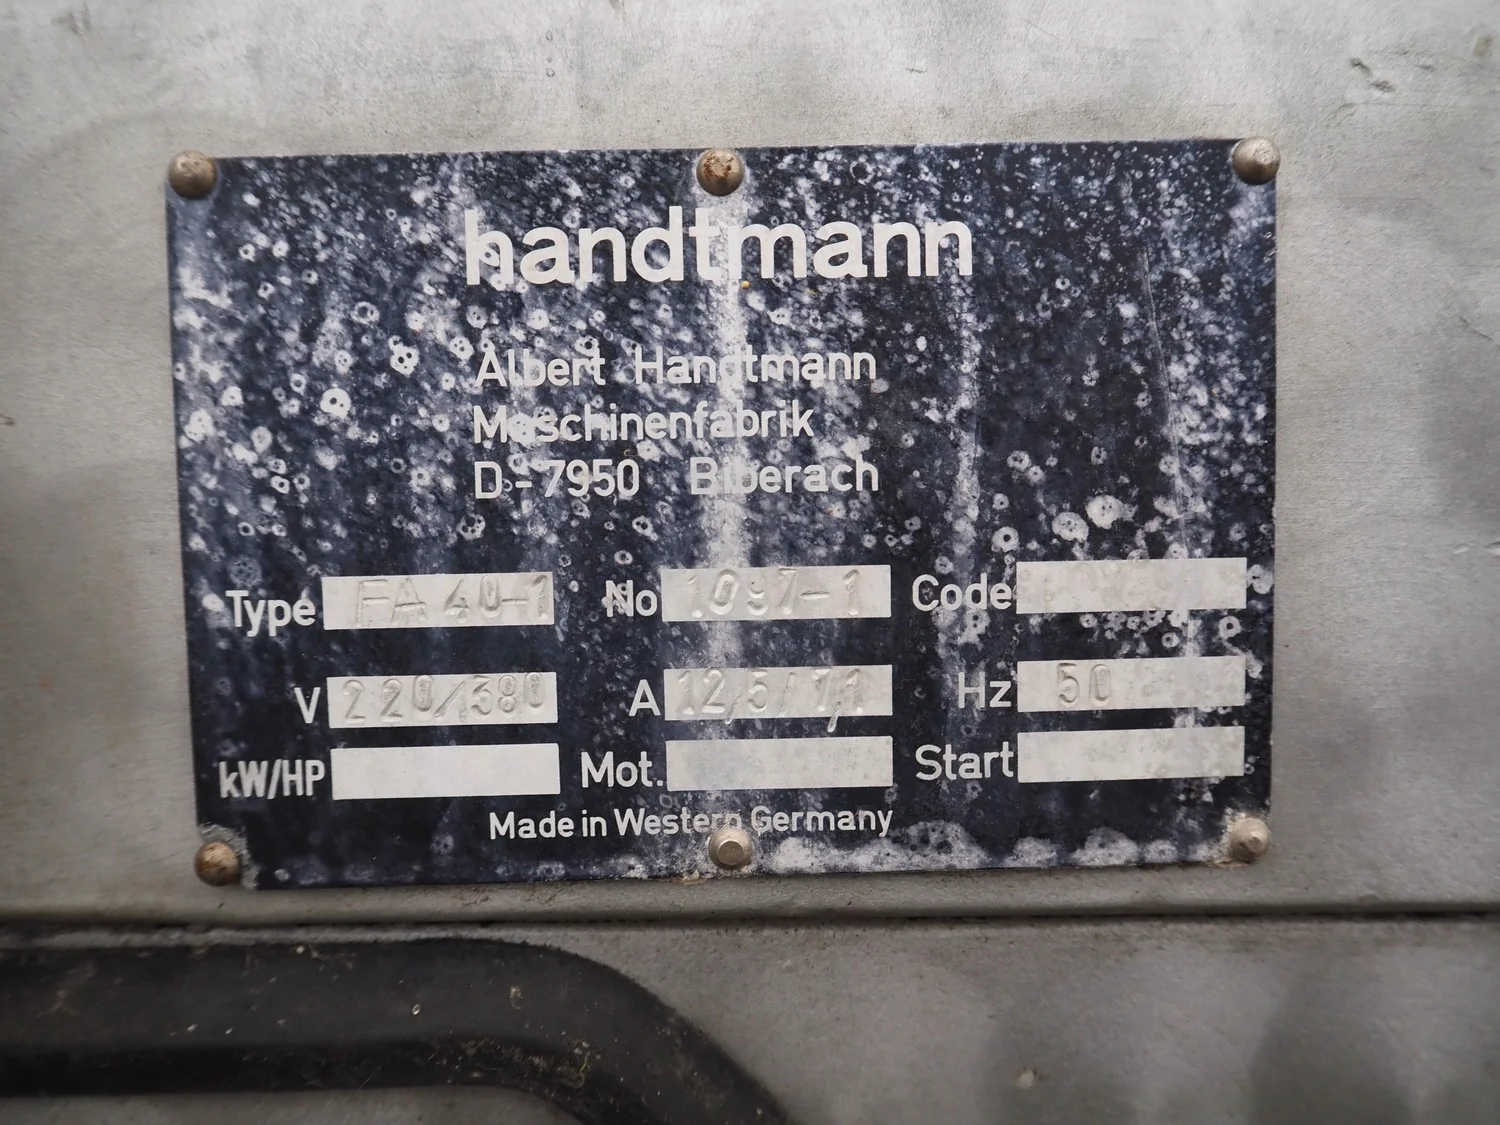 handtmann
Albert Handtmann
Maschinenfabrik
D-7950 Biberach
Type FA 40-1 No 1097-1 Code
V 220/380 A 12,5/7,1 Hz 50
kW/HP Mot. Start
Made in Western Germany